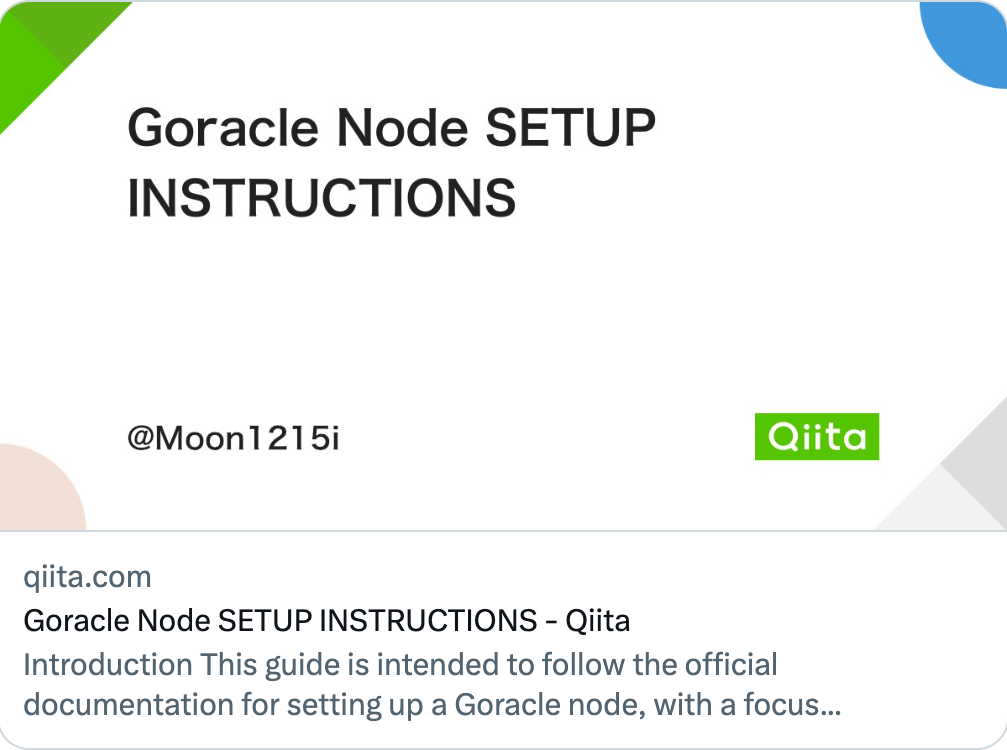 Goracle Node SETUP
INSTRUCTIONS
@Moon1215i
Qiita
qiita.com
Goracle Node SETUP INSTRUCTIONS - Qiita
Introduction This guide is intended to follow the official
documentation for setting up a Goracle node, with a focus...